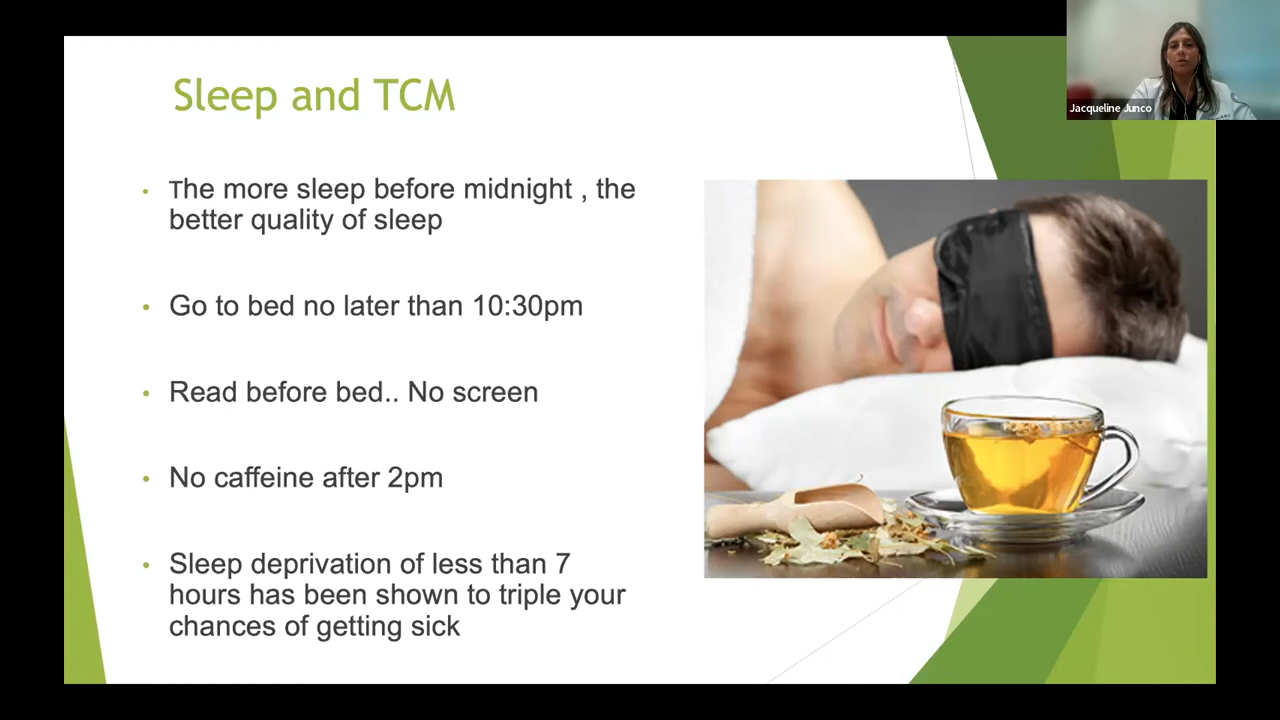 Sleep and TCM
Jacqueline Junco
• The more sleep before midnight , the
better quality of sleep
• Go to bed no later than 10:30pm
• Read before bed.. No screen
• No caffeine after 2pm
• Sleep deprivation of less than 7
hours has been shown to triple your
chances of getting sick